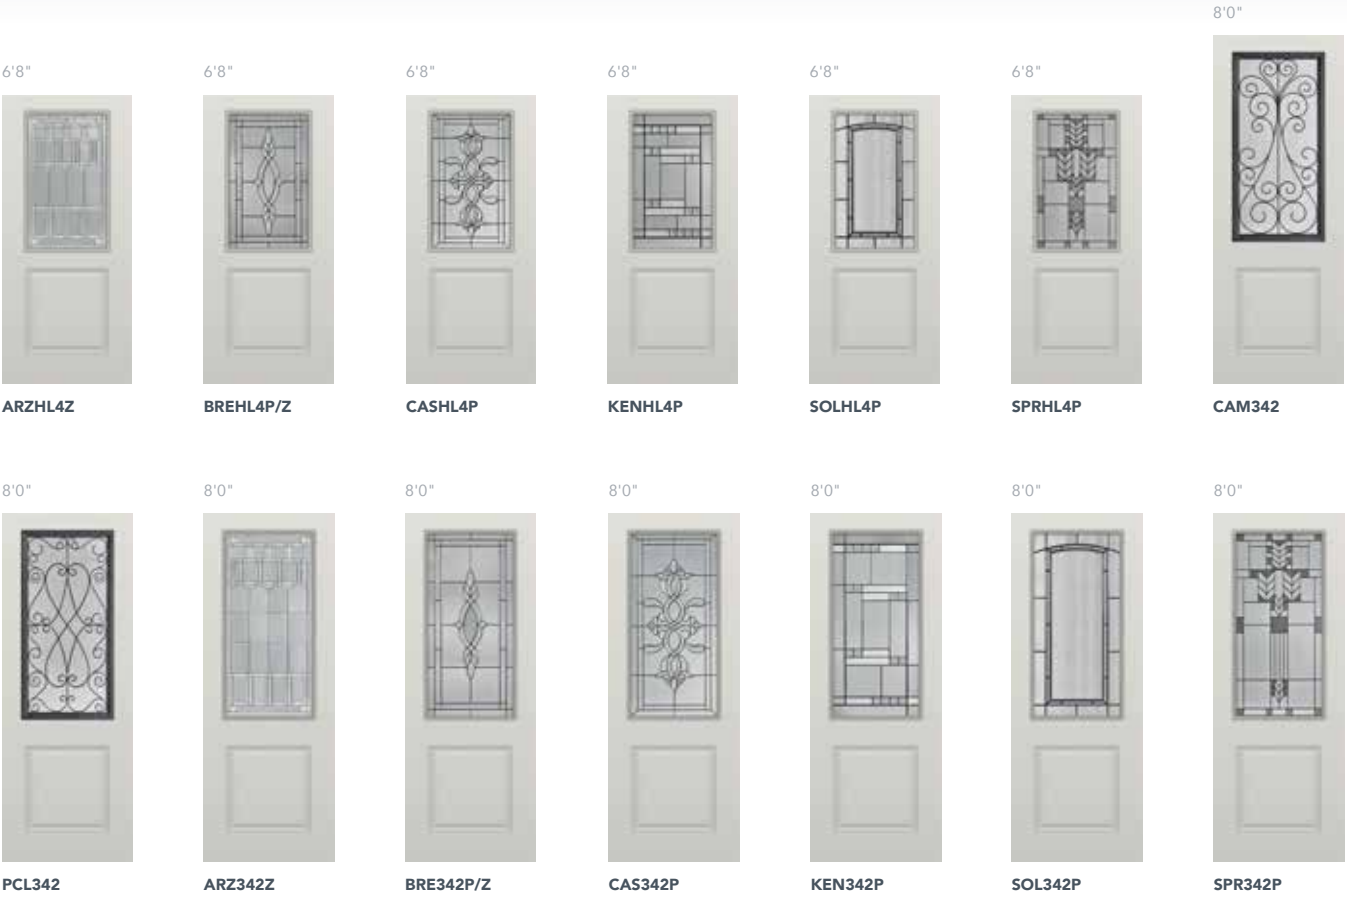 8'0"
6'8"
6'8"
6'8"
6'8"
6'8"
6'8"
ARZHL4Z
BREHL4P/Z
CASHL4P
KENHL4P
SOLHL4P
SPRHL4P
CAM342
8'0"
8'0"
8'0"
8'0"
8'0"
8'0"
8'0"
PCL342
ARZ342Z
BRE342P/Z
CAS342P
KEN342P
SOL342P
SPR342P